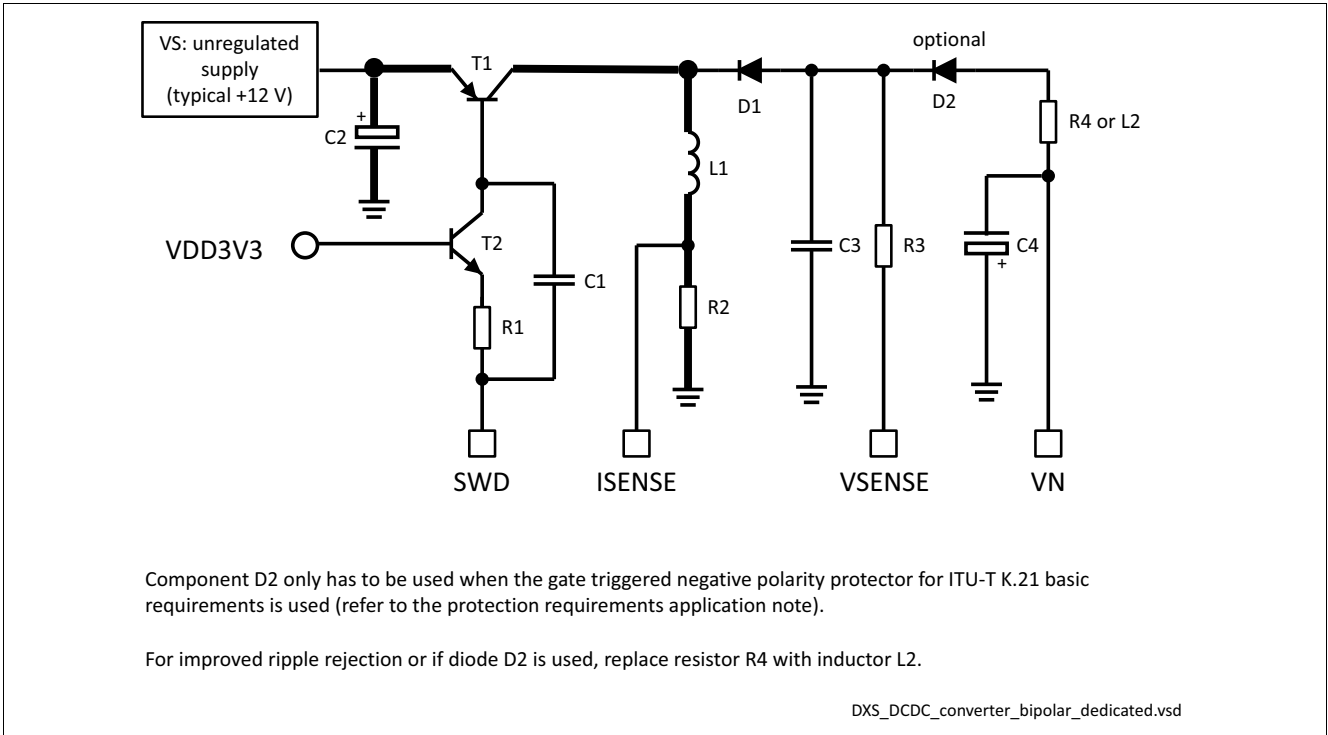 VS: unregulated
supply
(typical +12 V)
optional
T1
D1
D2
+
C2
R4 or L2
L1
VDD3V3
T2
C3
R3
C4
+
C1
R2
R1
SWD
ISENSE
VSENSE
VN
Component D2 only has to be used when the gate triggered negative polarity protector for ITU-T K.21 basic
requirements is used (refer to the protection requirements application note).
For improved ripple rejection or if diode D2 is used, replace resistor R4 with inductor L2.
DXS_DCDC_converter_bipolar_dedicated.vsd